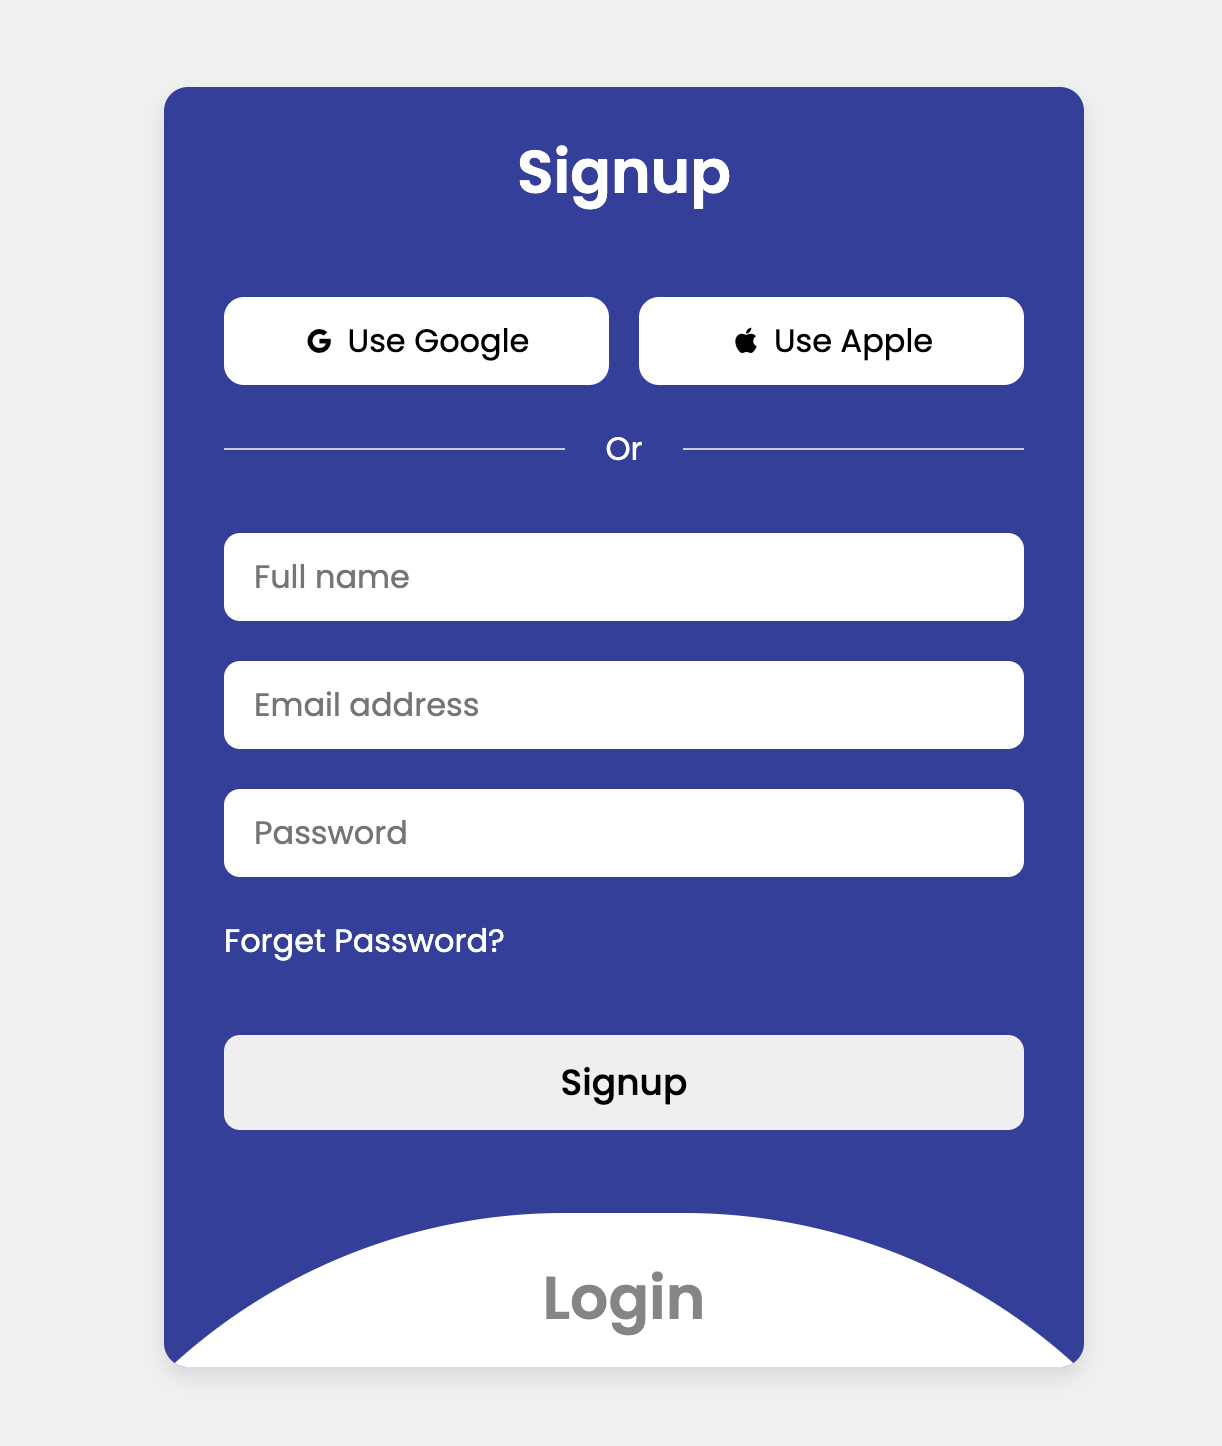 Signup
Use Google
Use Apple
Or
Full name
Email address
Password
Forget Password?
Signup
Login